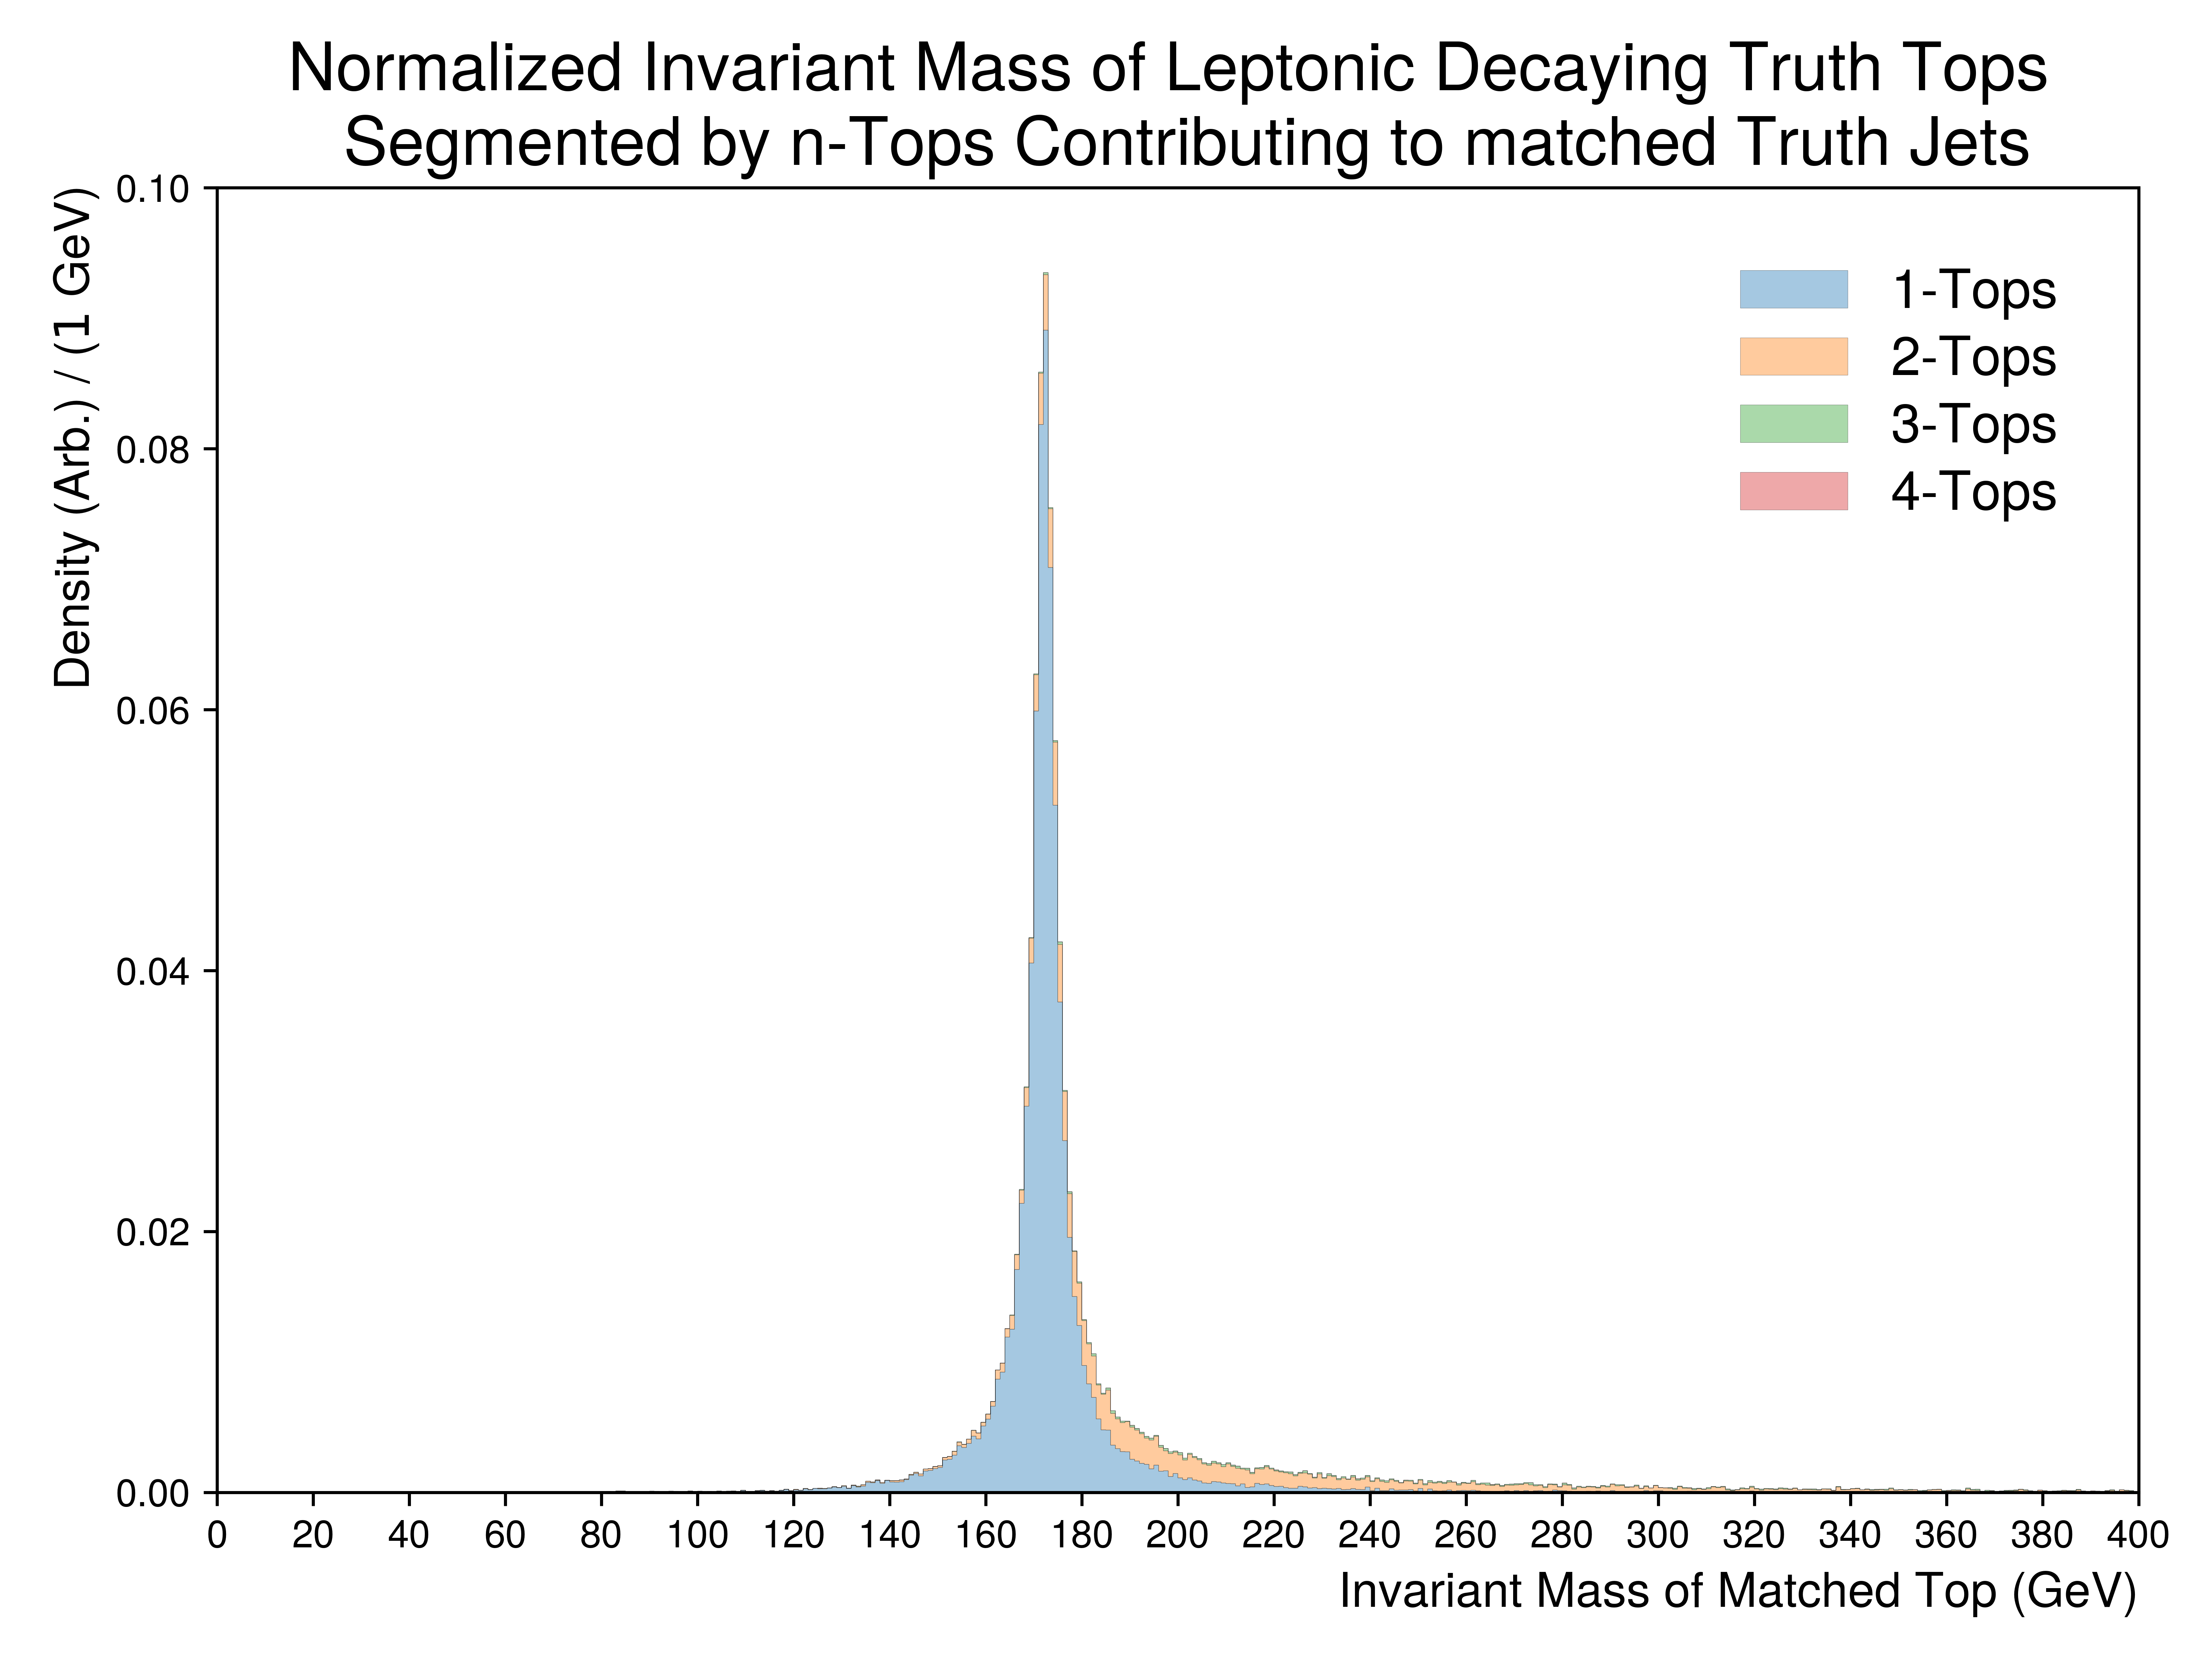 Normalized Invariant Mass of Leptonic Decaying Truth Tops
Segmented by n-Tops Contributing to matched Truth Jets
Density (Arb.) / (1 GeV)
0.10
0.08
0.06
0.04
0.02
0.00
1-Tops
2-Tops
3-Tops
4-Tops
0 20 40 60 80 100 120 140 160 180 200 220 240 260 280 300 320 340 360 380 400
Invariant Mass of Matched Top (GeV)